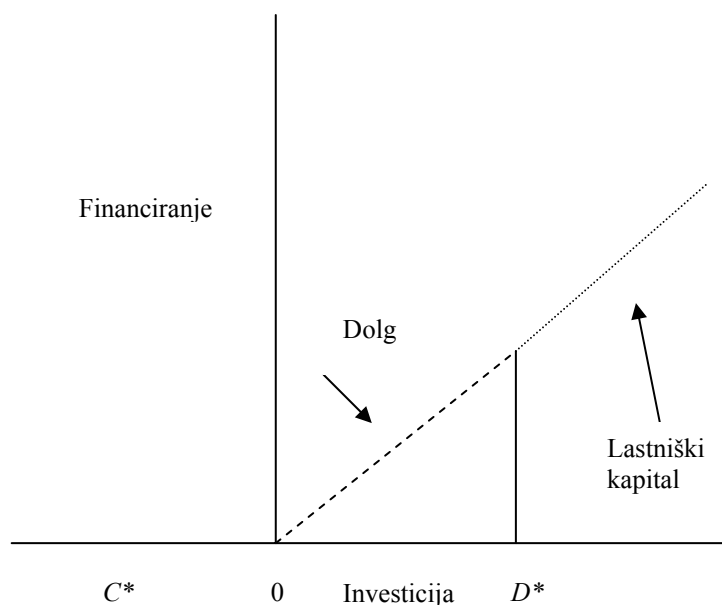 Financiranje
Dolg
Lastniški
kapital
C* 0 Investicija D*